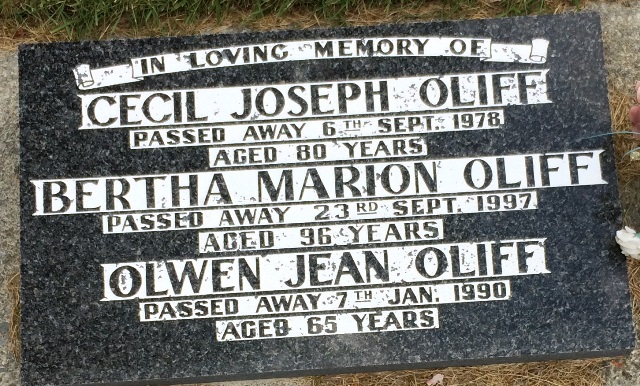 IN LOVING MEMORY OF
CECIL JOSEPH OLIFF
PASSED AWAY 6TH SEPT. 1978
AGED 80 YEARS
BERTHA MARION OLIFF
PASSED AWAY 23RD SEPT. 1997
AGED 96 YEARS
OLWEN JEAN OLIFF
PASSED AWAY 7TH JAN. 1990
AGED 65 YEARS